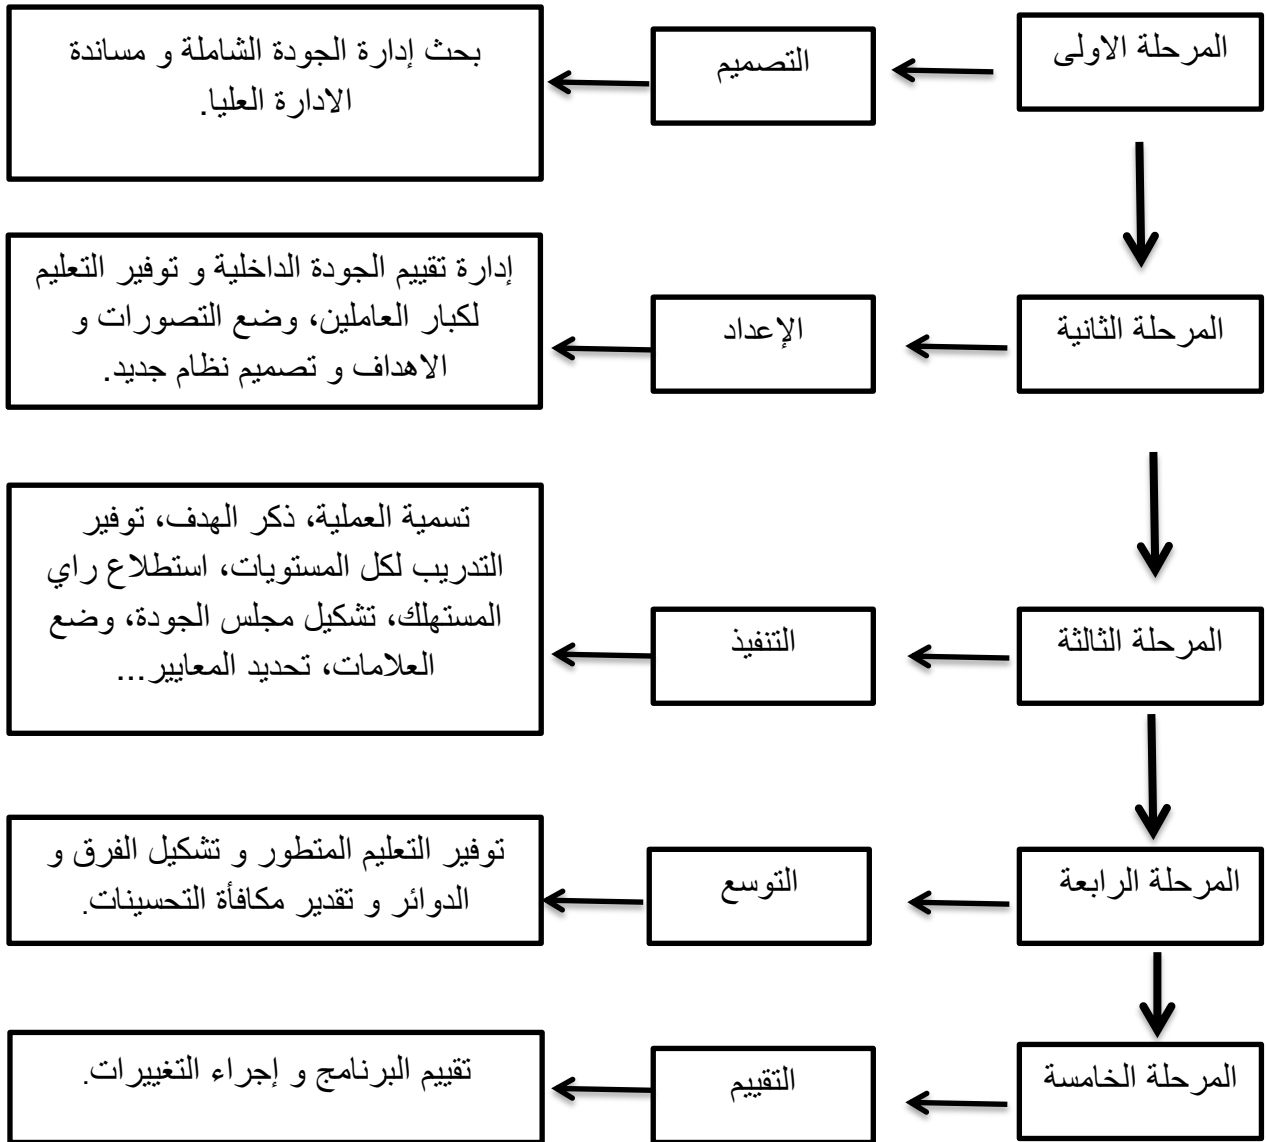 المرحلة الاولى
التصميم
بحث إدارة الجودة الشاملة و مساندة
الادارة العليا.
المرحلة الثانية
الإعداد
إدارة تقييم الجودة الداخلية و توفير التعليم
لكبار العاملين، وضع التصورات و
الاهداف و تصميم نظام جديد.
المرحلة الثالثة
التنفيذ
تسمية العملية، ذكر الهدف، توفير
التدريب لكل المستويات، استطلاع راي
المستهلك، تشكيل مجلس الجودة، وضع
العلامات، تحديد المعايير...
المرحلة الرابعة
التوسع
توفير التعليم المتطور و تشكيل الفرق و
الدوائر و تقدير مكافأة التحسينات.
المرحلة الخامسة
التقييم
تقييم البرنامج و إجراء التغييرات.